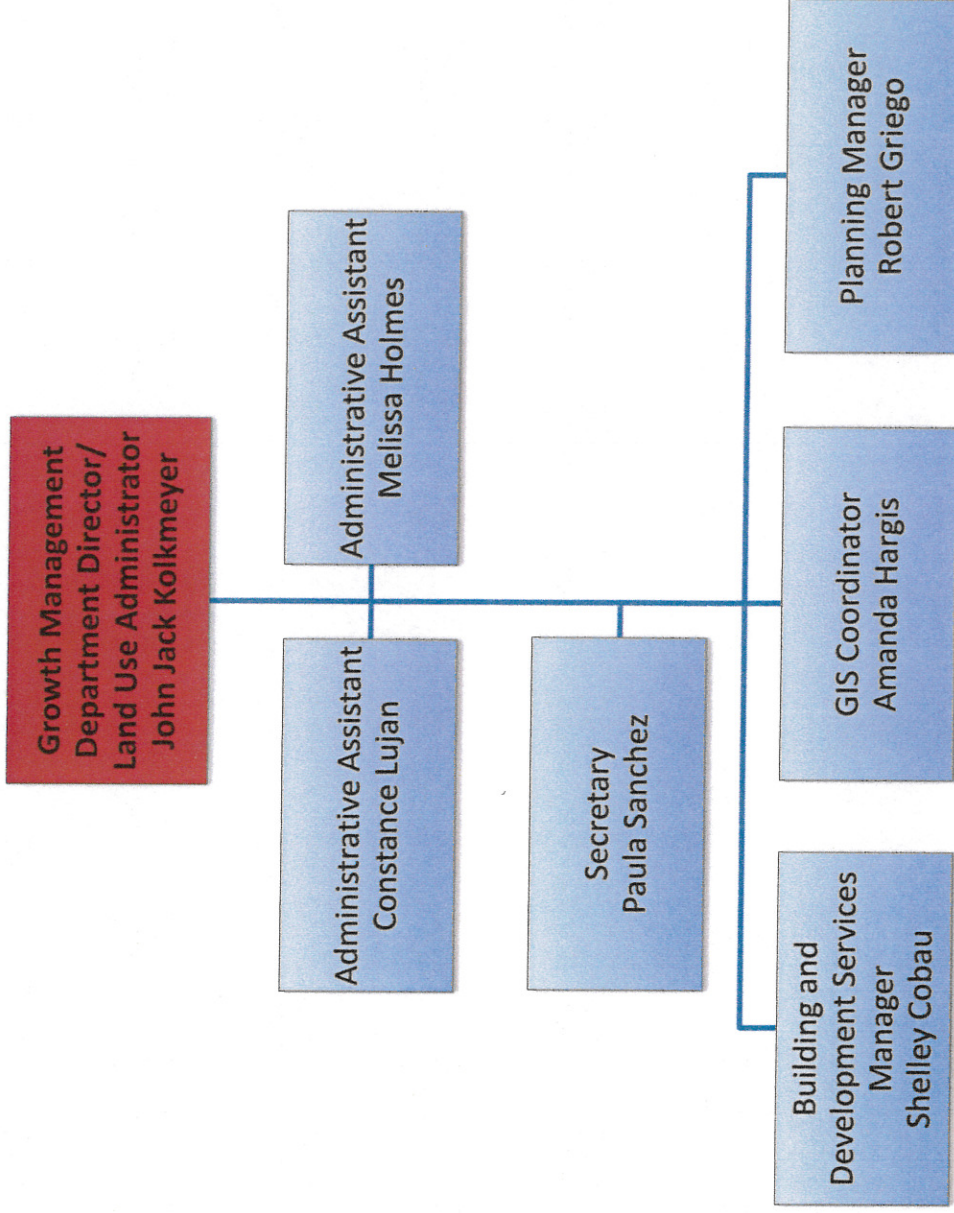 Growth Management
Department Director/
Land Use Administrator
John Jack Kolkmeyer
Administrative Assistant
Constance Lujan
Administrative Assistant
Melissa Holmes
Secretary
Paula Sanchez
Building and
Development Services
Manager
Shelley Cobau
GIS Coordinator
Amanda Hargis
Planning Manager
Robert Griego